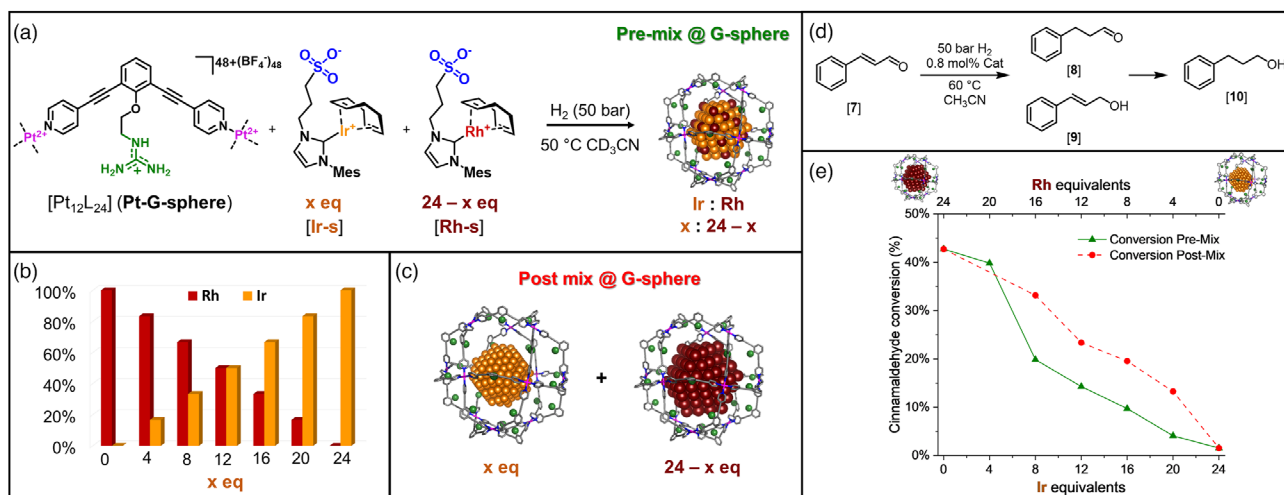 (a)
Pre-mix @ G-sphere
48+(BF₄⁻)₄₈
Pt²⁺
N
O
NH
H₂N
NH₂
+
N
Pt²⁺
[Pt₁₂L₂₄] (Pt-G-sphere)
+
O
O⁻
S
O
Ir⁺
N
N
Mes
x eq
[Ir-s]
+
O
O⁻
S
O
Rh⁺
N
N
Mes
24 – x eq
[Rh-s]
H₂ (50 bar)
50 °C CD₃CN
Ir : Rh
x : 24 – x
(b)
Rh Ir
100%
80%
60%
40%
20%
0%
0 4 8 12 16 20 24
x eq
(c)
Post mix @ G-sphere
+
x eq
24 – x eq
(d)
O
[7]
50 bar H₂
0.8 mol% Cat
60 °C
CH₃CN
O
[8]
OH
[9]
OH
[10]
(e)
Rh equivalents
24 20 16 12 8 4 0
50%
40%
30%
20%
10%
0%
Cinnamaldehyde conversion (%)
Conversion Pre-Mix
Conversion Post-Mix
0 4 8 12 16 20 24
Ir equivalents